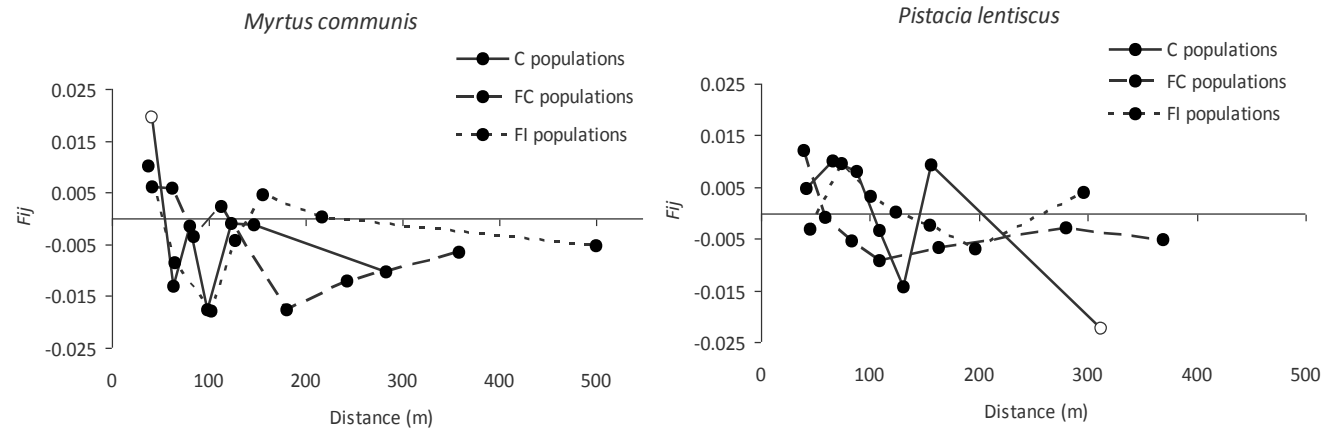 Myrtus communis
C populations
FC populations
FI populations
0.025
0.015
0.005
-0.005
-0.015
-0.025
Fij
0 100 200 300 400 500
Distance (m)
Pistacia lentiscus
C populations
FC populations
FI populations
0.025
0.015
0.005
-0.005
-0.015
-0.025
Fij
0 100 200 300 400 500
Distance (m)